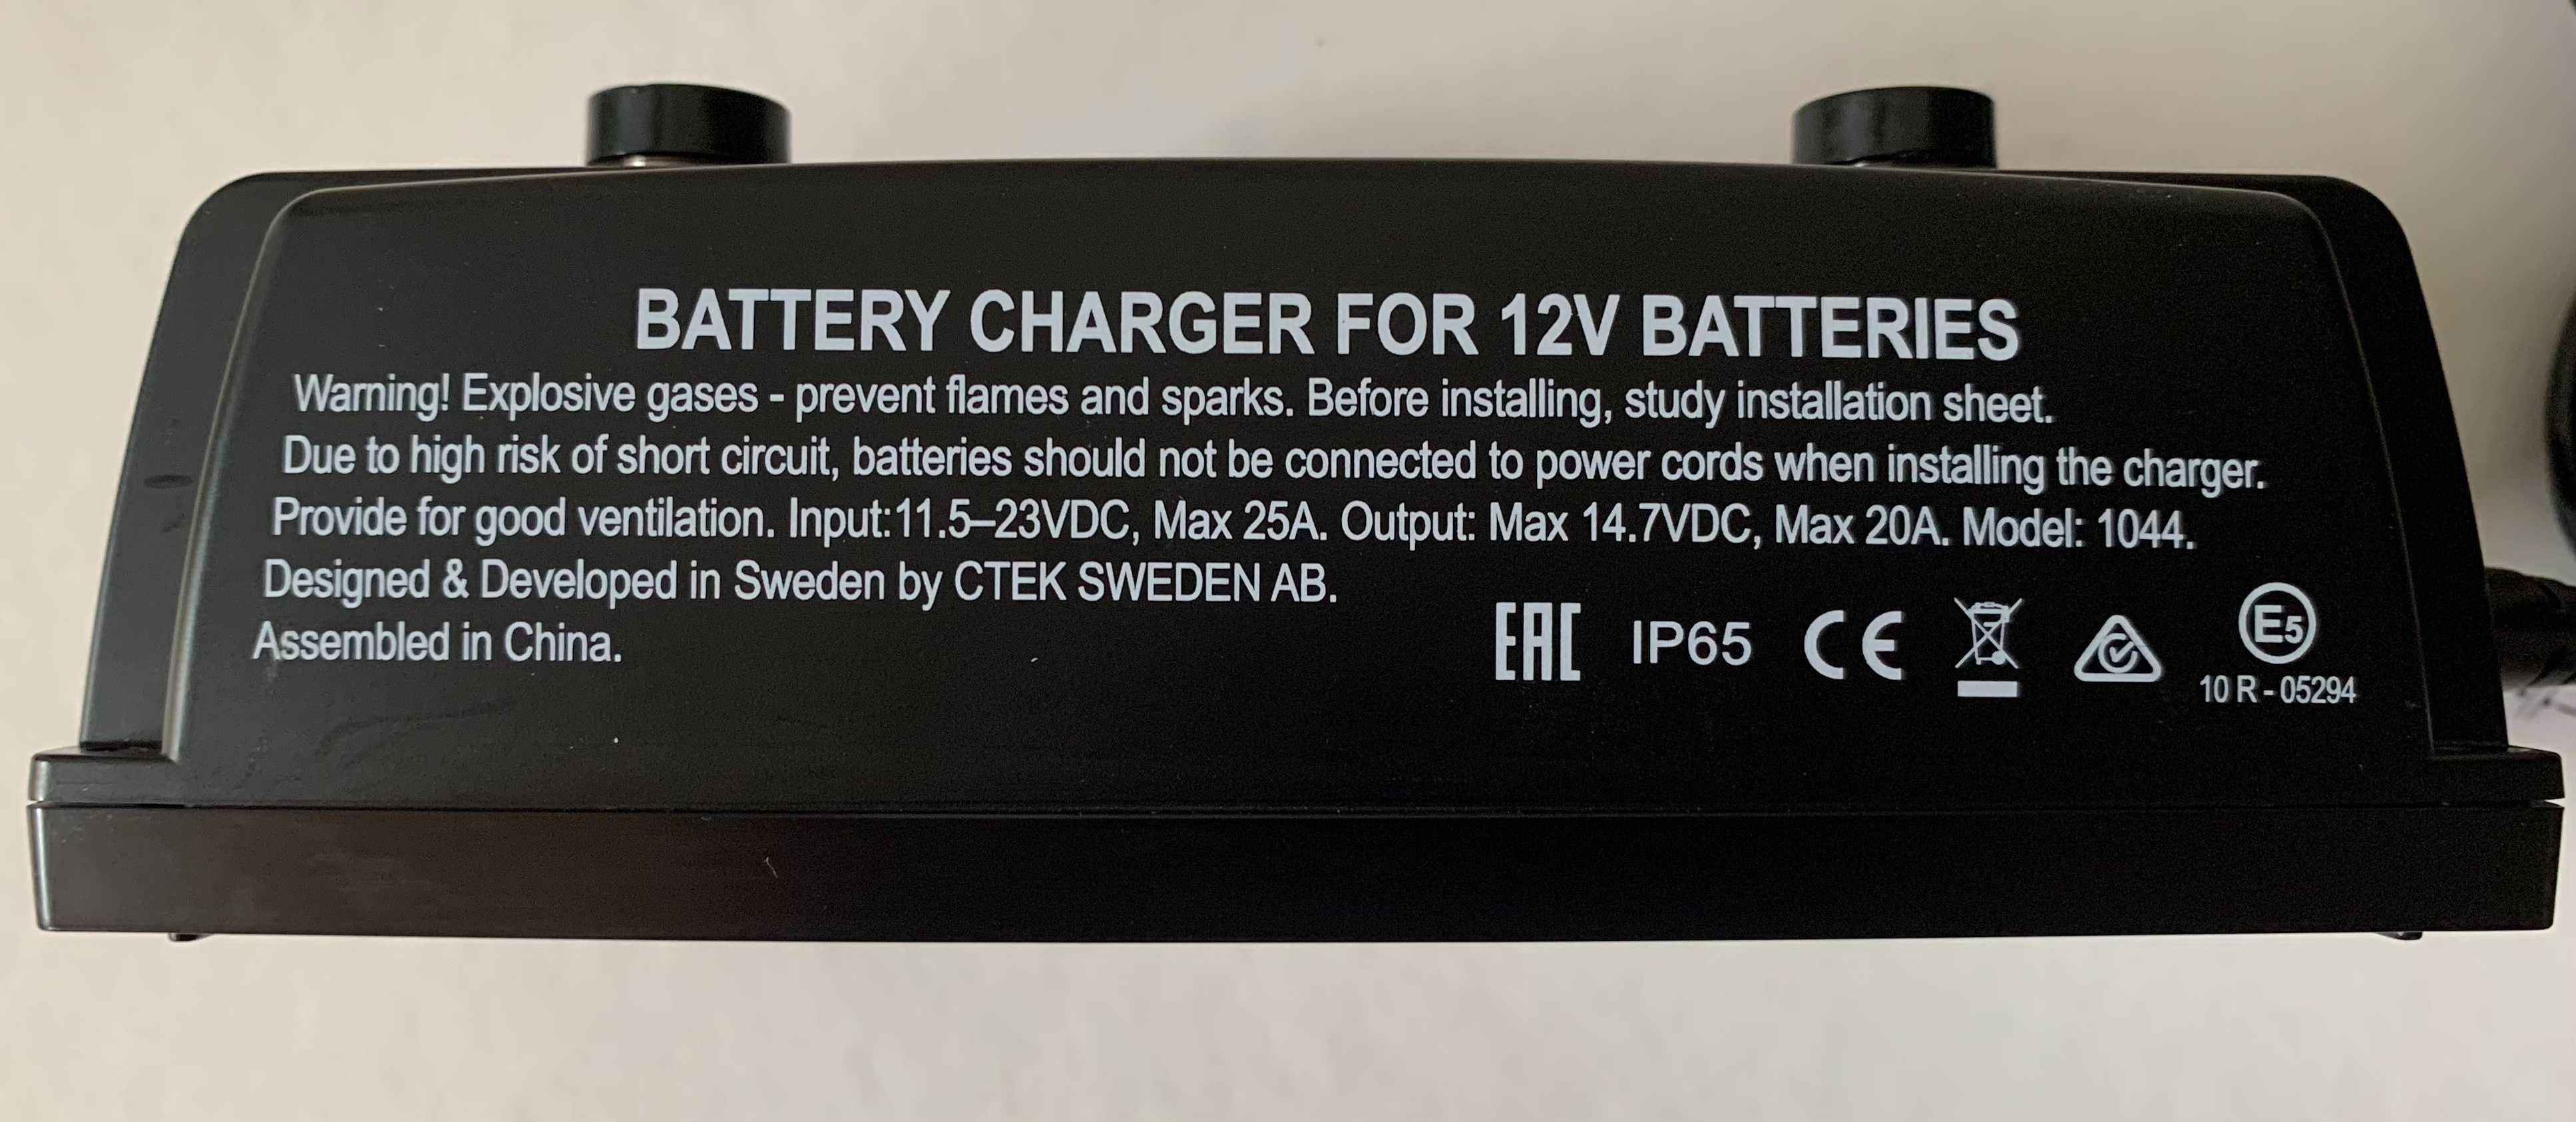 BATTERY CHARGER FOR 12V BATTERIES
Warning! Explosive gases - prevent flames and sparks. Before installing, study installation sheet.
Due to high risk of short circuit, batteries should not be connected to power cords when installing the charger.
Provide for good ventilation. Input:11.5–23VDC, Max 25A. Output: Max 14.7VDC, Max 20A. Model: 1044.
Designed & Developed in Sweden by CTEK SWEDEN AB.
Assembled in China.
EAC IP65 CE E5
10 R - 05294